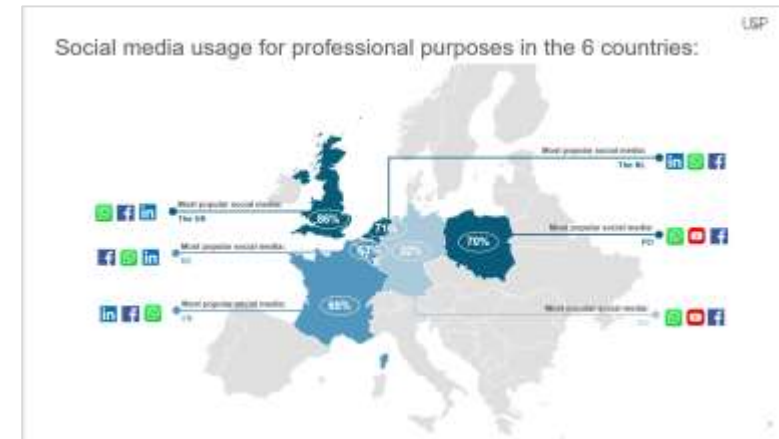 U&P
Social media usage for professional purposes in the 6 countries:
Most popular social media:
The NL
Most popular social media:
The UK
86%
71%
Most popular social media:
PO
70%
Most popular social media:
67%
Most popular social media:
Most popular social media: